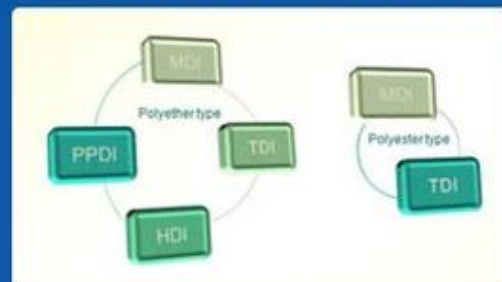 MDI
Polyether type
PPDI
TDI
HDI
MDI
Polyester type
TDI